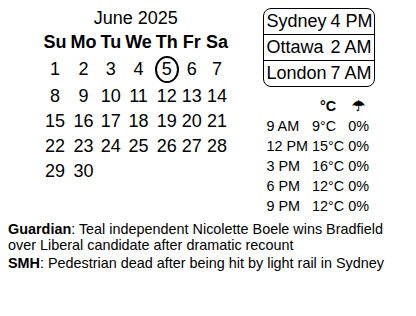 June 2025
Su Mo Tu We Th Fr Sa
1 2 3 4 5 6 7
8 9 10 11 12 13 14
15 16 17 18 19 20 21
22 23 24 25 26 27 28
29 30
Sydney 4 PM
Ottawa 2 AM
London 7 AM
°C ☂
9 AM 9°C 0%
12 PM 15°C 0%
3 PM 16°C 0%
6 PM 12°C 0%
9 PM 12°C 0%
Guardian: Teal independent Nicolette Boele wins Bradfield
over Liberal candidate after dramatic recount
SMH: Pedestrian dead after being hit by light rail in Sydney